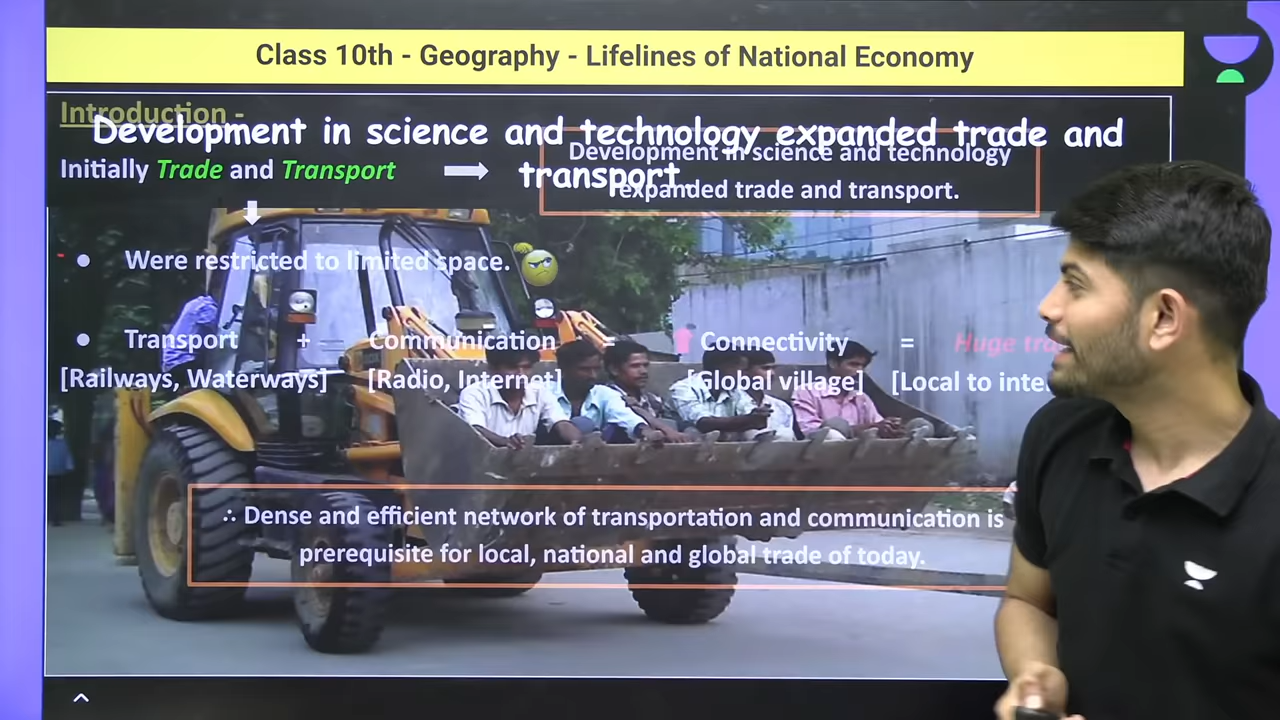 Class 10th - Geography - Lifelines of National Economy
Introduction -
Development in science and technology expanded trade and
transport.
Initially Trade and Transport
Development in science and technology
expanded trade and transport.
● Were restricted to limited space.
● Transport + Communication = Connectivity = Huge
[Railways, Waterways] [Radio, Internet] [Global village] [Local to
∴ Dense and efficient network of transportation and communication is
prerequisite for local, national and global trade of today.